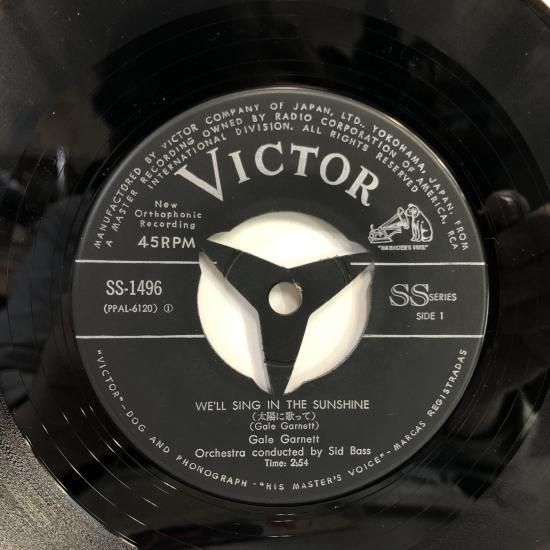 MANUFACTURED BY VICTOR COMPANY OF JAPAN, LTD., YOKOHAMA, JAPAN, FROM
A MASTER RECORDING OWNED BY RADIO CORPORATION OF AMERICA, RCA
INTERNATIONAL DIVISION. ALL RIGHTS RESERVED
VICTOR
New
Orthophonic
Recording
45RPM
"HIS MASTER'S VOICE"
SS-1496
(PPAL-6120) ①
SS SERIES
SIDE 1
WE'LL SING IN THE SUNSHINE
(太陽に歌って)
(Gale Garnett)
Gale Garnett
Orchestra conducted by Sid Bass
Time: 2:54
"VICTOR"–DOG AND PHONOGRAPH–"HIS MASTER'S VOICE"–MARCAS REGISTRADAS